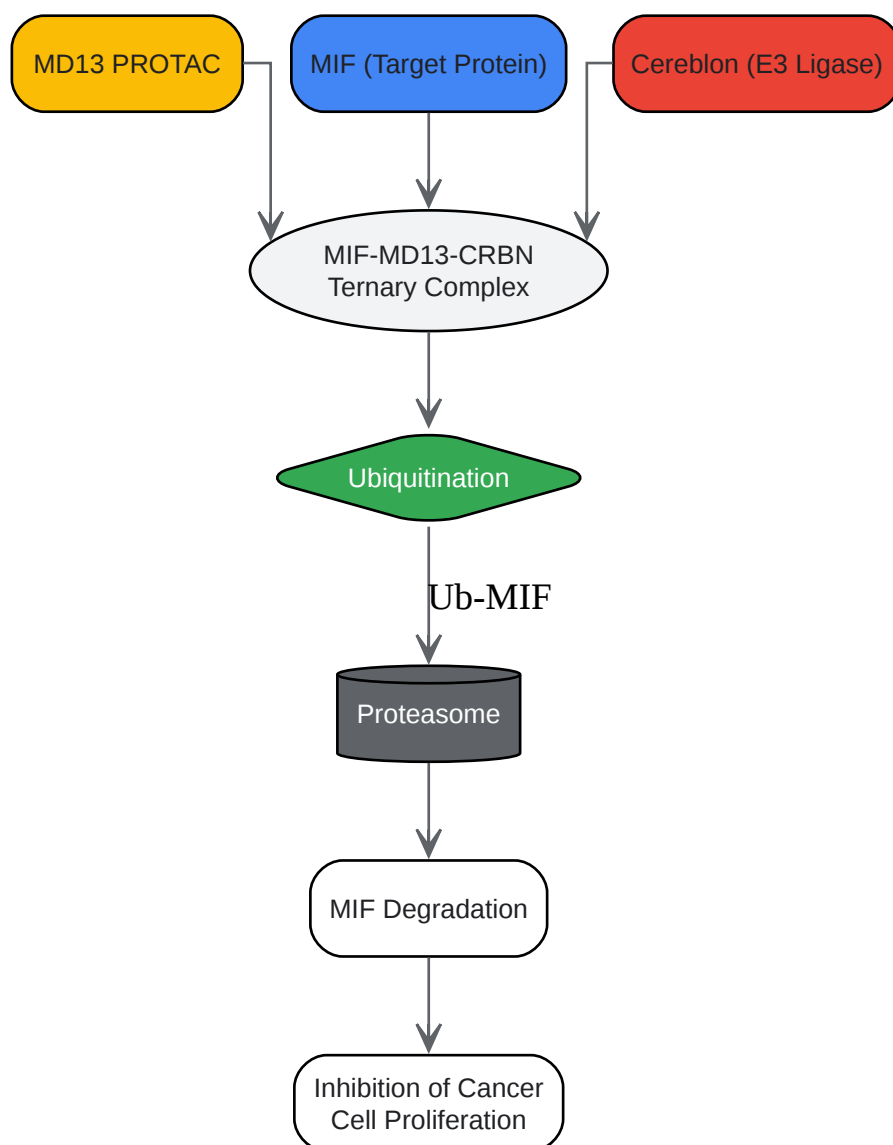 MD13 PROTAC
MIF (Target Protein)
Cereblon (E3 Ligase)
MIF-MD13-CRBN
Ternary Complex
Ubiquitination
Ub-MIF
Proteasome
MIF Degradation
Inhibition of Cancer
Cell Proliferation